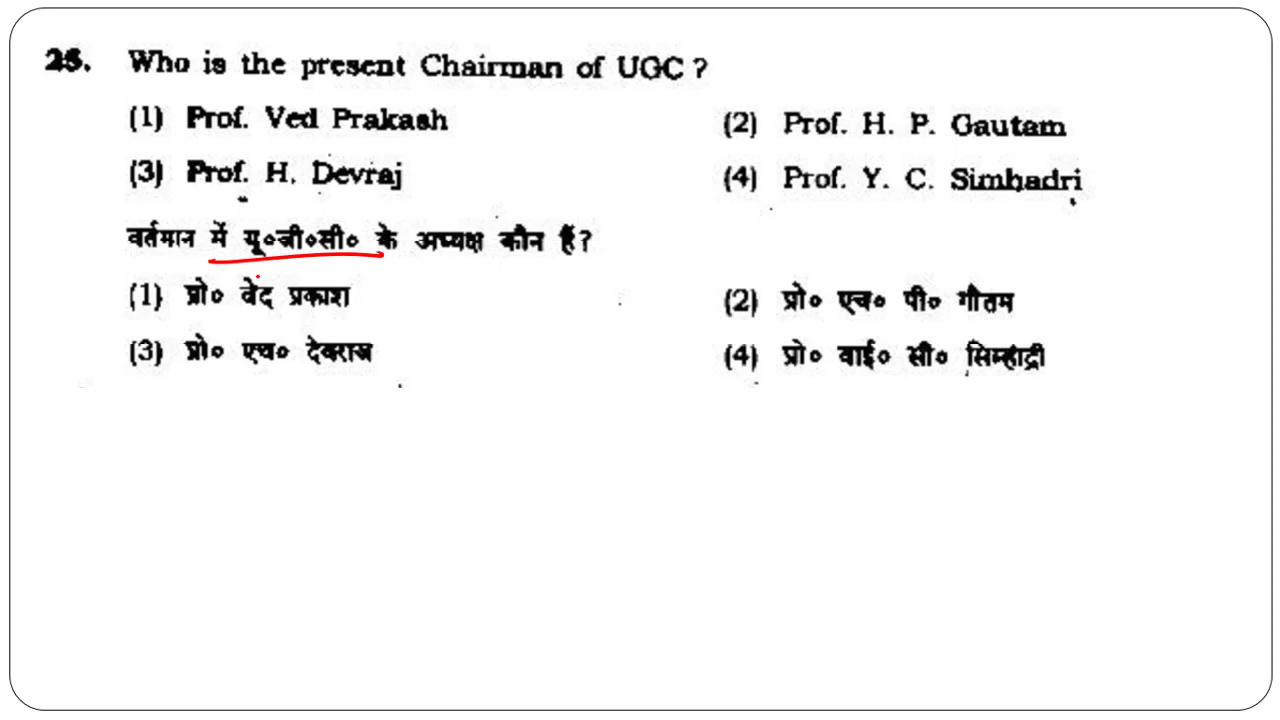 25. Who is the present Chairman of UGC ?
(1) Prof. Ved Prakash (2) Prof. H. P. Gautam
(3) Prof. H. Devraj (4) Prof. Y. C. Simhadri
वर्तमान में यू०जी०सी० के अध्यक्ष कौन हैं?
(1) प्रो० वेद प्रकाश (2) प्रो० एच० पी० गौतम
(3) प्रो० एच० देवराज (4) प्रो० वाई० सी० सिम्हाद्री